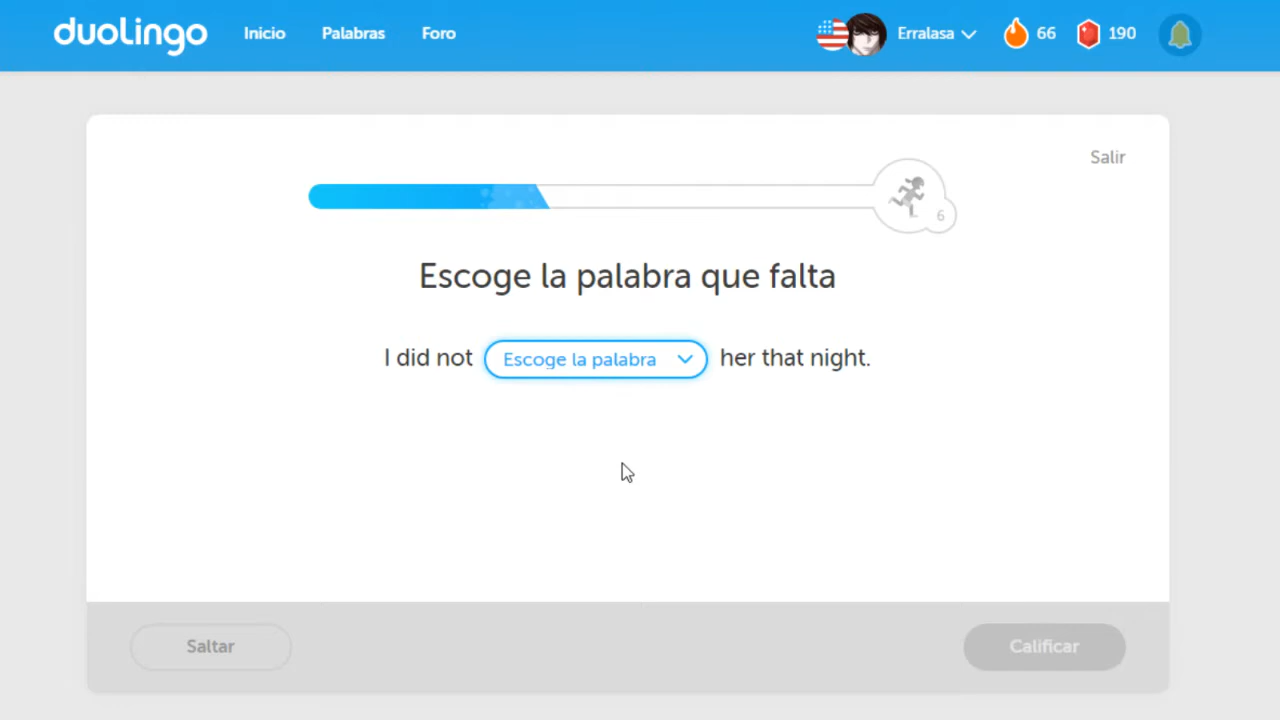 duolingo Inicio Palabras Foro Erralasa 66 190
Salir
6
Escoge la palabra que falta
I did not Escoge la palabra her that night.
Saltar Calificar